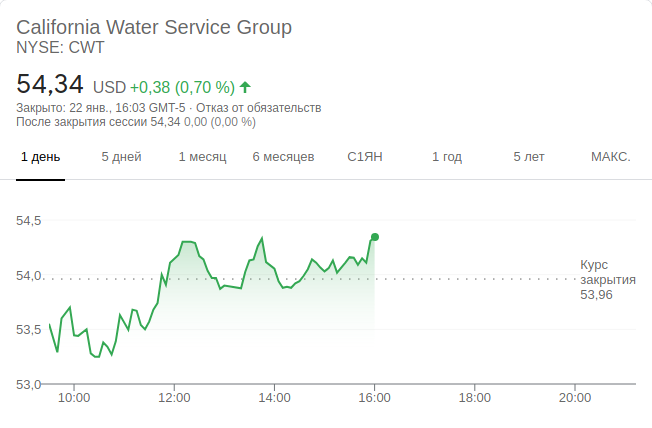 California Water Service Group
NYSE: CWT
54,34 USD +0,38 (0,70 %)
Закрыто: 22 янв., 16:03 GMT-5 · Отказ от обязательств
После закрытия сессии 54,34 0,00 (0,00 %)
1 день 5 дней 1 месяц 6 месяцев С1ЯН 1 год 5 лет МАКС.
54,5
54,0
53,5
53,0
Курс
закрытия
53,96
10:00 12:00 14:00 16:00 18:00 20:00